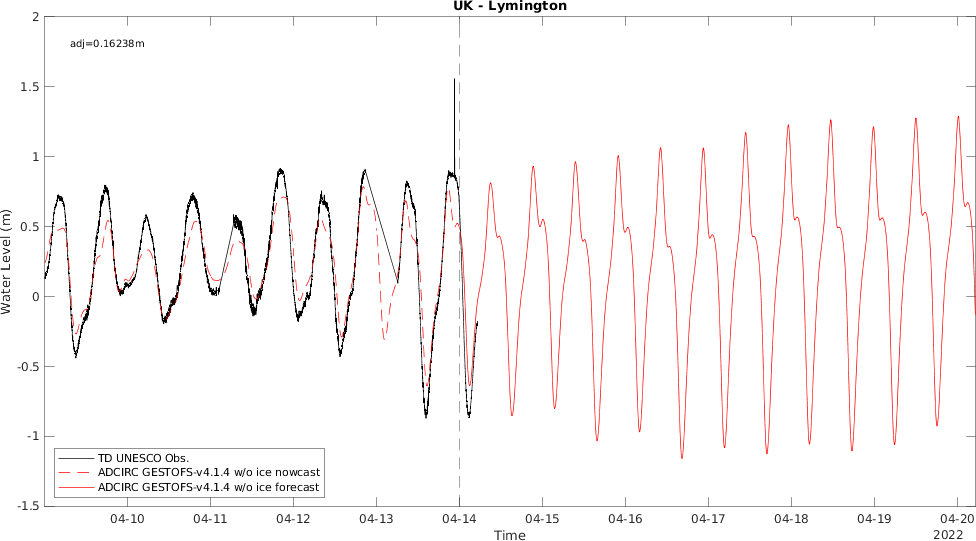 UK - Lymington
adj=0.16238m
2
1.5
1
0.5
0
-0.5
-1
-1.5
Water Level (m)
TD UNESCO Obs.
ADCIRC GESTOFS-v4.1.4 w/o ice nowcast
ADCIRC GESTOFS-v4.1.4 w/o ice forecast
04-10 04-11 04-12 04-13 04-14 04-15 04-16 04-17 04-18 04-19 04-20
Time
2022